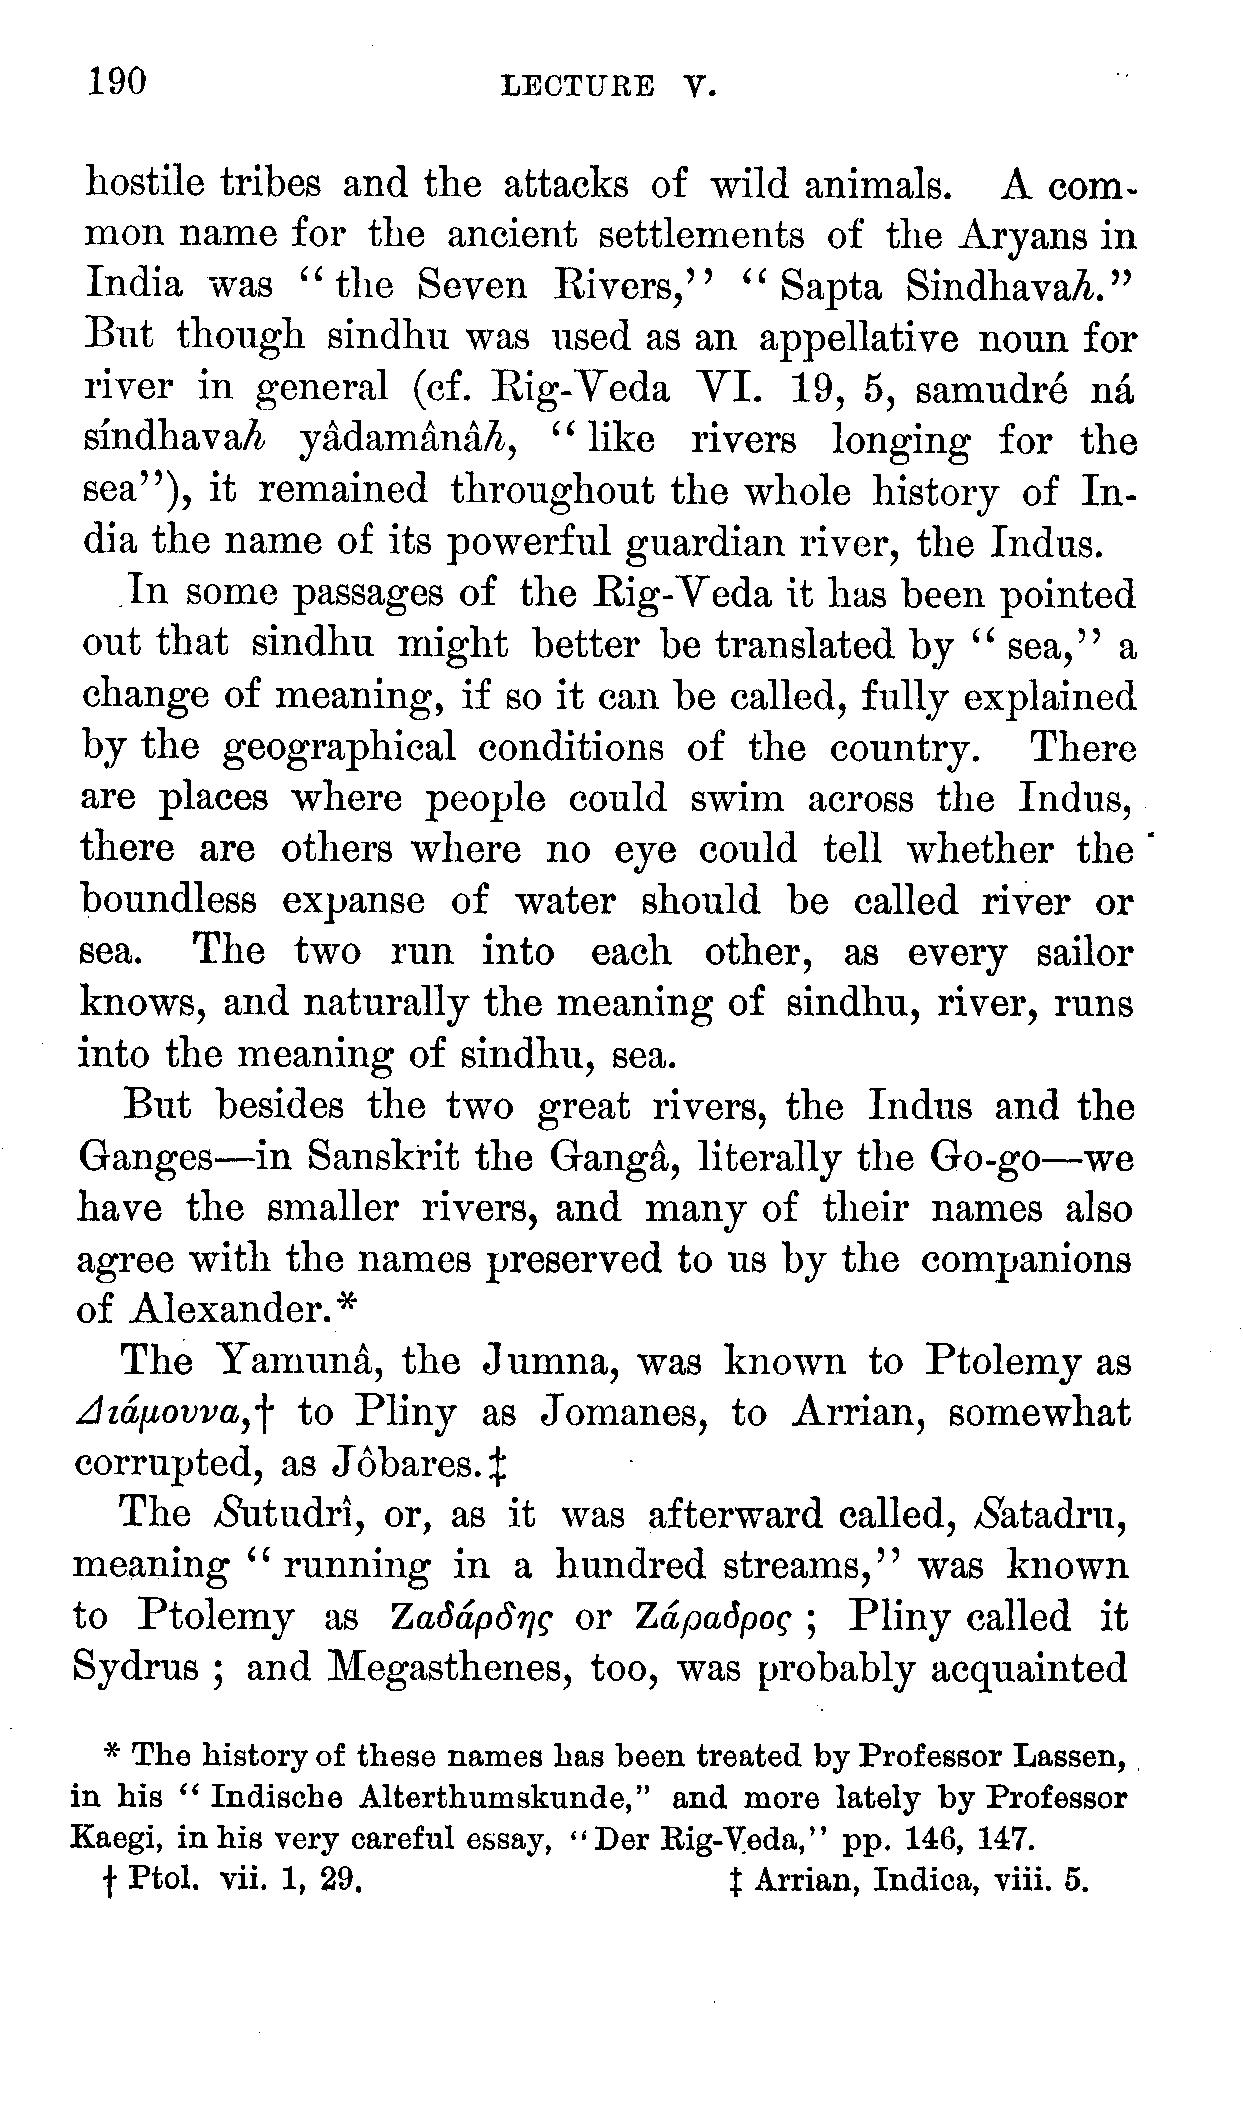 190 LECTURE V.
hostile tribes and the attacks of wild animals. A com-
mon name for the ancient settlements of the Aryans in
India was “ the Seven Rivers,” “ Sapta Sindhavah.”
But though sindhu was used as an appellative noun for
river in general (cf. Rig-Veda VI. 19, 5, samudré ná
síndhavah yâdamânâh, “ like rivers longing for the
sea”), it remained throughout the whole history of In-
dia the name of its powerful guardian river, the Indus.
In some passages of the Rig-Veda it has been pointed
out that sindhu might better be translated by “ sea,” a
change of meaning, if so it can be called, fully explained
by the geographical conditions of the country. There
are places where people could swim across the Indus,
there are others where no eye could tell whether the
boundless expanse of water should be called river or
sea. The two run into each other, as every sailor
knows, and naturally the meaning of sindhu, river, runs
into the meaning of sindhu, sea.
But besides the two great rivers, the Indus and the
Ganges—in Sanskrit the Gangâ, literally the Go-go—we
have the smaller rivers, and many of their names also
agree with the names preserved to us by the companions
of Alexander.*
The Yamunâ, the Jumna, was known to Ptolemy as
Διάμουνα,† to Pliny as Jomanes, to Arrian, somewhat
corrupted, as Jôbares.‡
The Sutudrî, or, as it was afterward called, Satadru,
meaning “ running in a hundred streams,” was known
to Ptolemy as Ζαδάρδης or Ζάραδρος ; Pliny called it
Sydrus ; and Megasthenes, too, was probably acquainted
* The history of these names has been treated by Professor Lassen,
in his “ Indische Alterthumskunde,” and more lately by Professor
Kaegi, in his very careful essay, “Der Rig-Veda,” pp. 146, 147.
† Ptol. vii. 1, 29. ‡ Arrian, Indica, viii. 5.